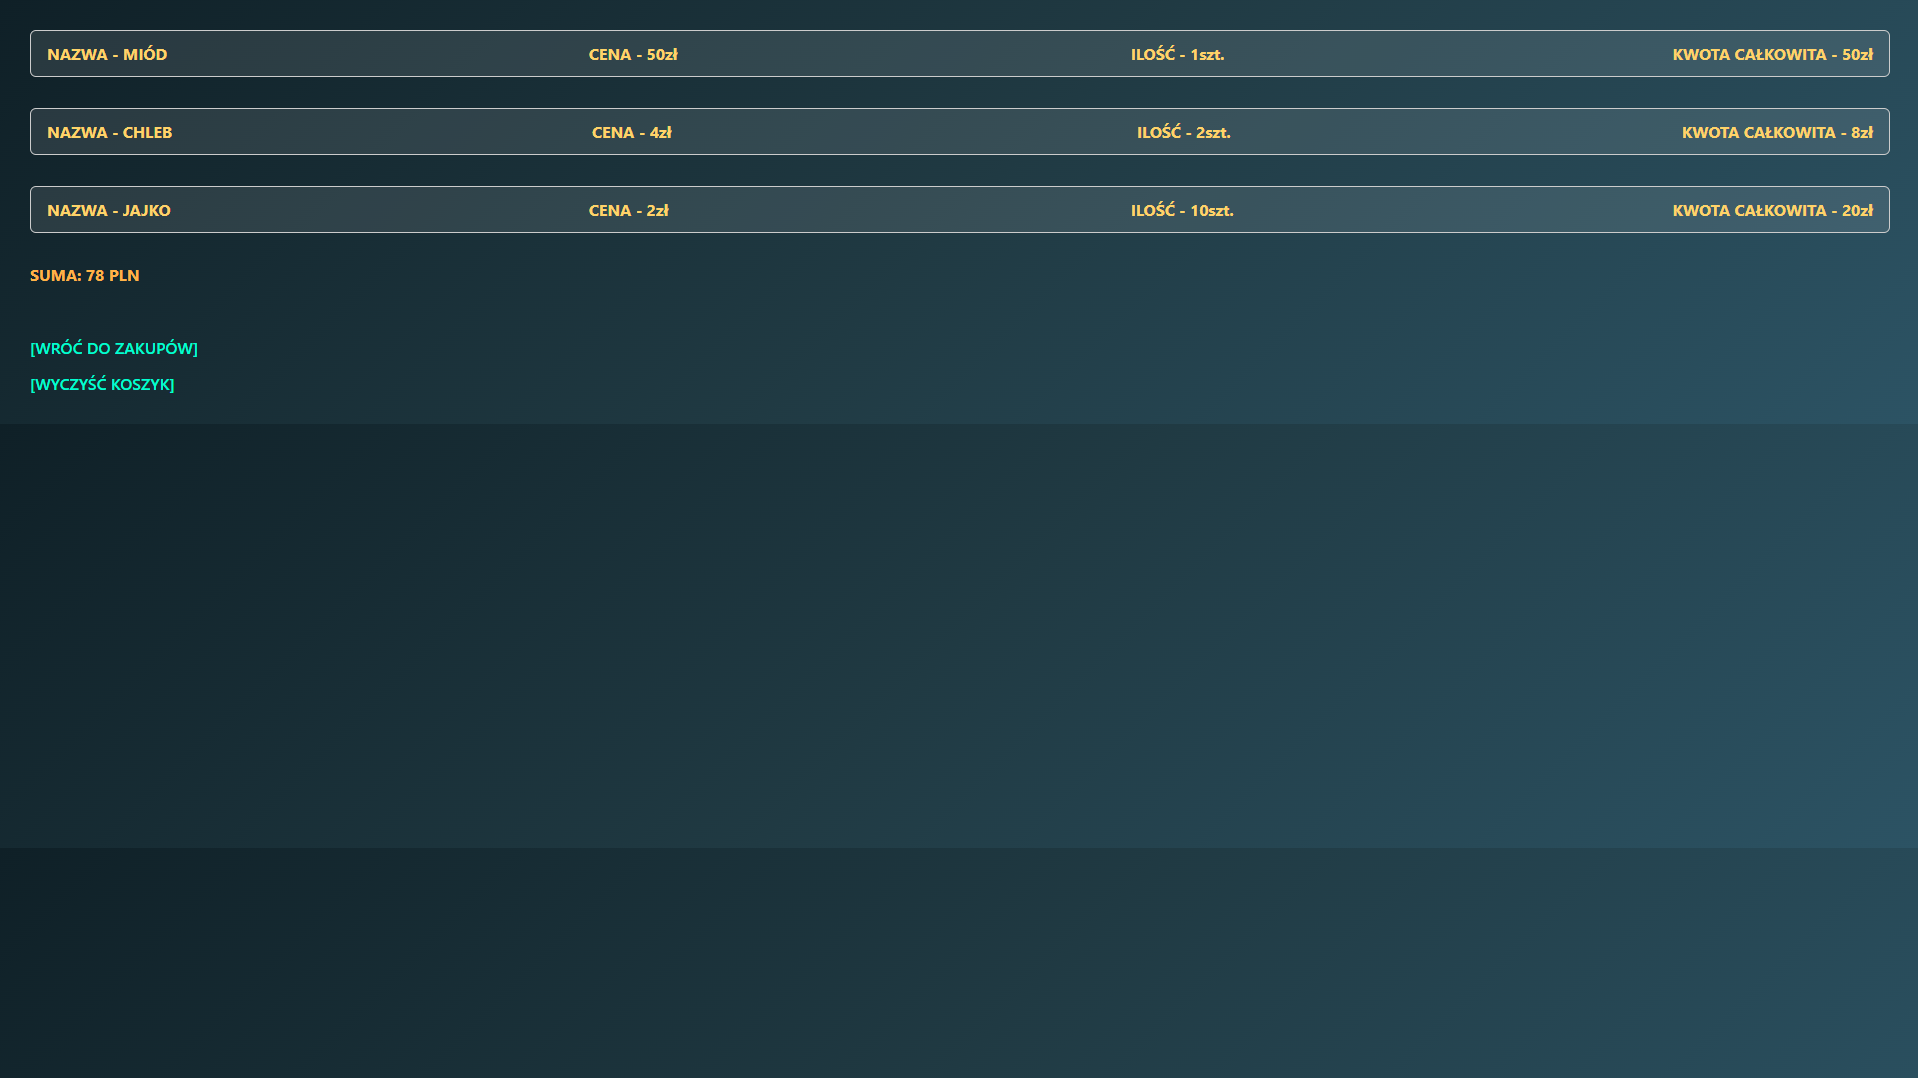 NAZWA - MIÓD CENA - 50zł ILOŚĆ - 1szt. KWOTA CAŁKOWITA - 50zł
NAZWA - CHLEB CENA - 4zł ILOŚĆ - 2szt. KWOTA CAŁKOWITA - 8zł
NAZWA - JAJKO CENA - 2zł ILOŚĆ - 10szt. KWOTA CAŁKOWITA - 20zł
SUMA: 78 PLN
[WRÓĆ DO ZAKUPÓW]
[WYCZYŚĆ KOSZYK]